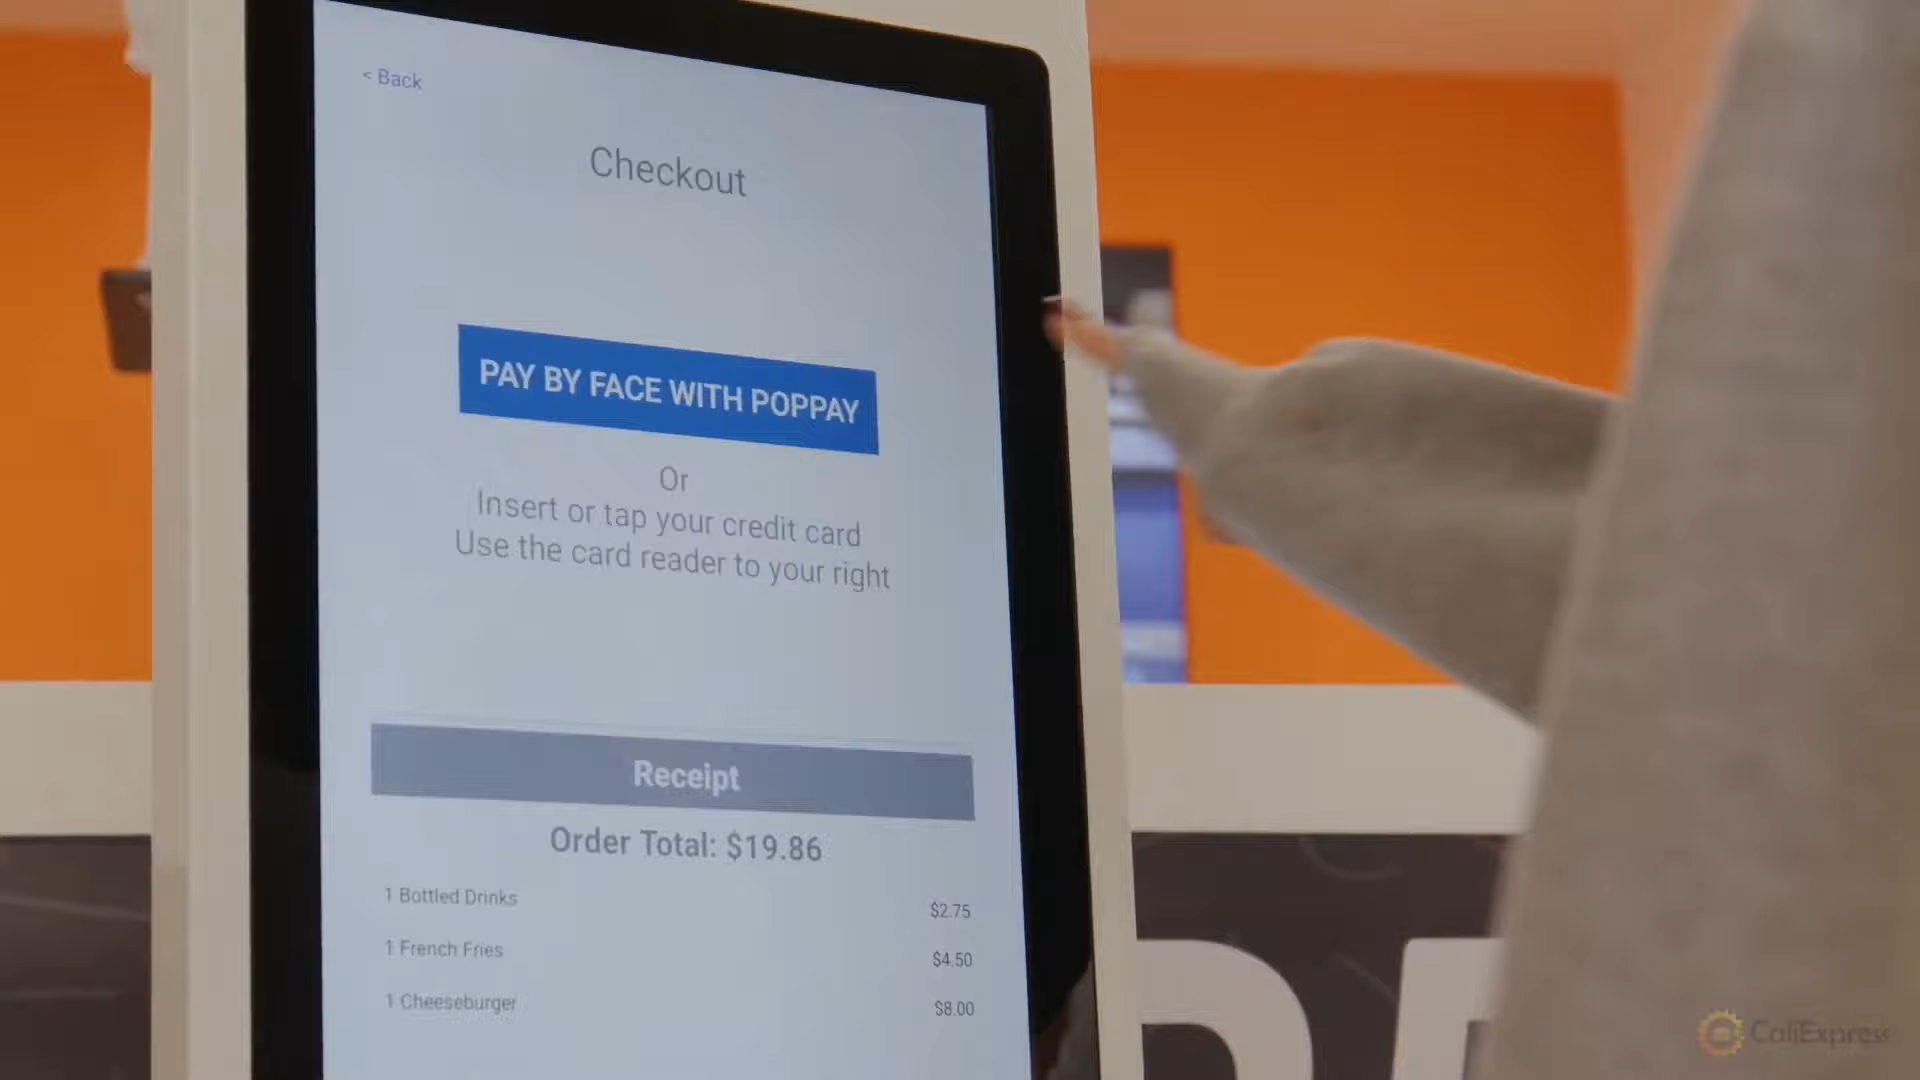 < Back
Checkout
PAY BY FACE WITH POPPAY
Or
Insert or tap your credit card
Use the card reader to your right
Receipt
Order Total: $19.86
1 Bottled Drinks $2.75
1 French Fries $4.50
1 Cheeseburger $8.00
CaliExpress